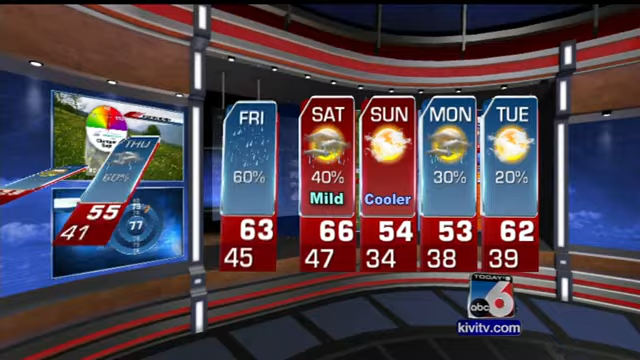 THU
60%
55
41
77
FRI
60%
63
45
SAT
40%
Mild
66
47
SUN
Cooler
54
34
MON
30%
53
38
TUE
20%
62
39
TODAY'S
abc 6
kivitv.com